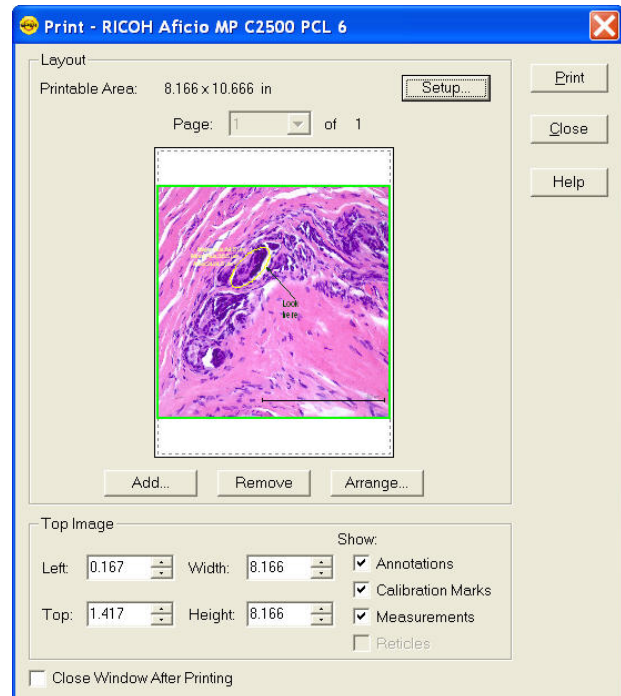 Print - RICOH Aficio MP C2500 PCL 6
Layout
Printable Area: 8.166 x 10.666 in
Setup...
Print
Page: 1 of 1
Close
Help
Look
here
Add... Remove Arrange...
Top Image
Show:
Left: 0.167 Width: 8.166 Annotations
Calibration Marks
Top: 1.417 Height: 8.166 Measurements
Reticles
Close Window After Printing